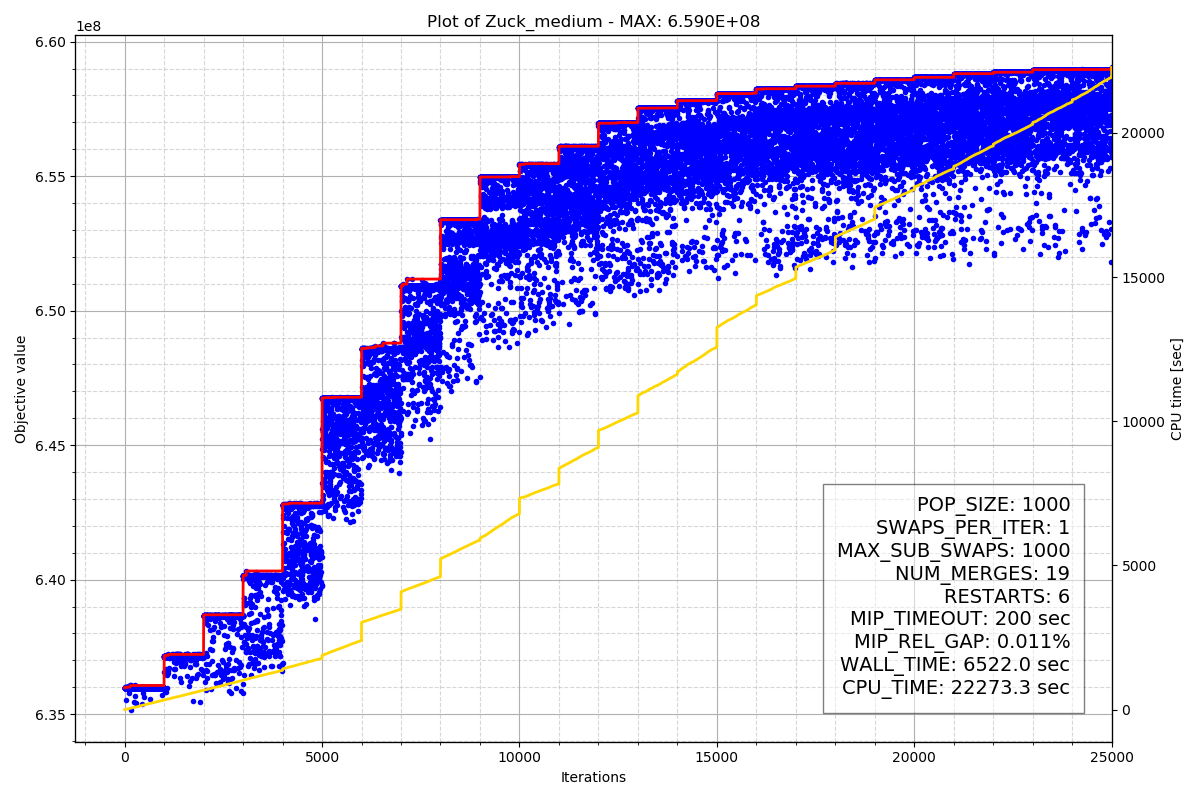 Plot of Zuck_medium - MAX: 6.590E+08
1e8
6.60
6.55
6.50
6.45
6.40
6.35
Objective value
20000
15000
10000
5000
0
CPU time [sec]
POP_SIZE: 1000
SWAPS_PER_ITER: 1
MAX_SUB_SWAPS: 1000
NUM_MERGES: 19
RESTARTS: 6
MIP_TIMEOUT: 200 sec
MIP_REL_GAP: 0.011%
WALL_TIME: 6522.0 sec
CPU_TIME: 22273.3 sec
0 5000 10000 15000 20000 25000
Iterations